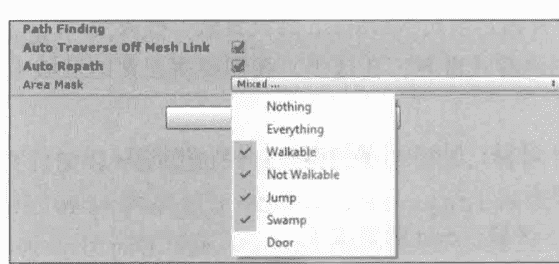 Path Finding
Auto Traverse Off Mesh Link
Auto Repath
Area Mask Mixed ...
Nothing
Everything
Walkable
Not Walkable
Jump
Swamp
Door